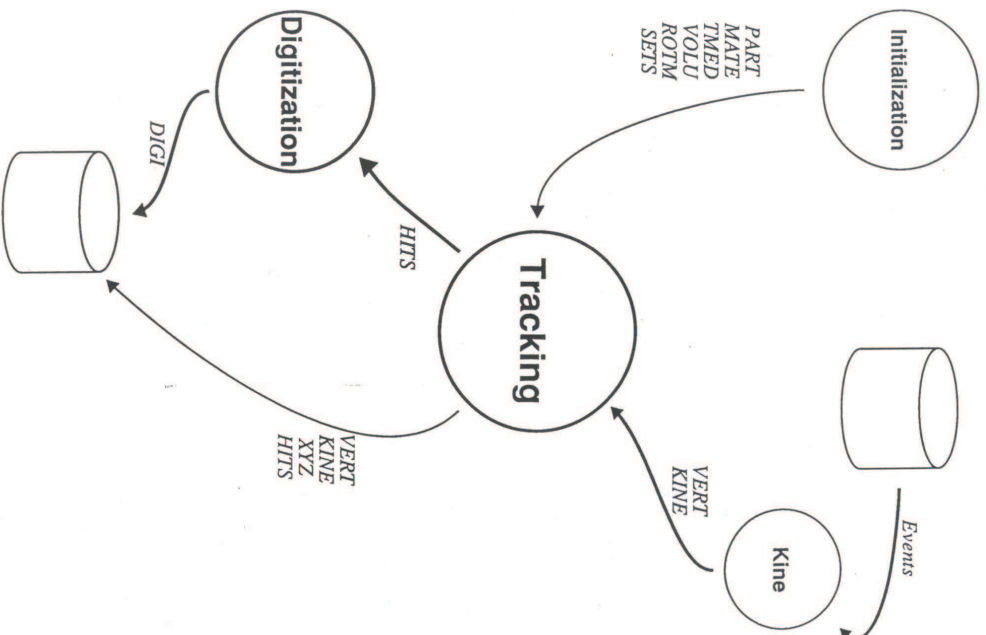 Initialization
PART
MATE
TMED
VOLU
ROTM
SETS
Events
Kine
VERT
KINE
Tracking
HITS
Digitization
DIGI
VERT
KINE
XYZ
HITS